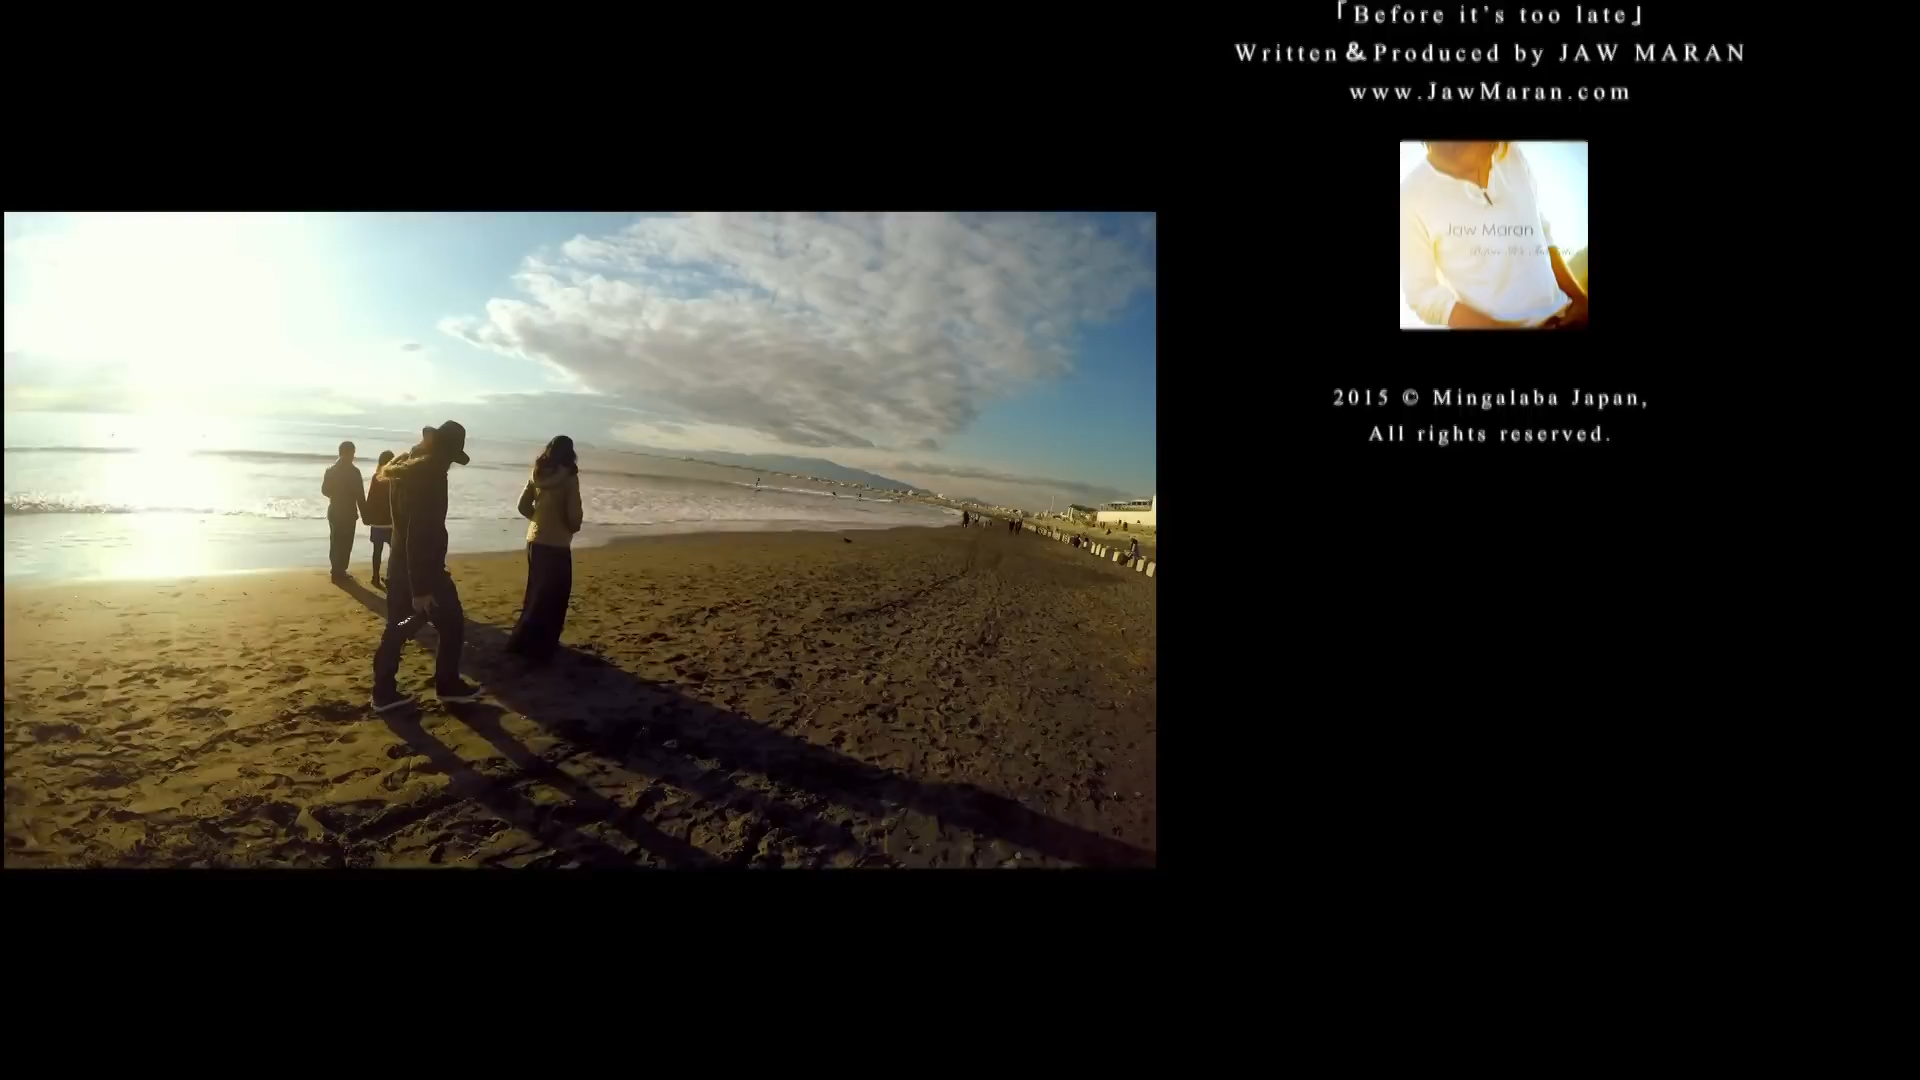 「Before it's too late」
Written&Produced by JAW MARAN
www.JawMaran.com
Jaw Maran
2015 © Mingalaba Japan,
All rights reserved.